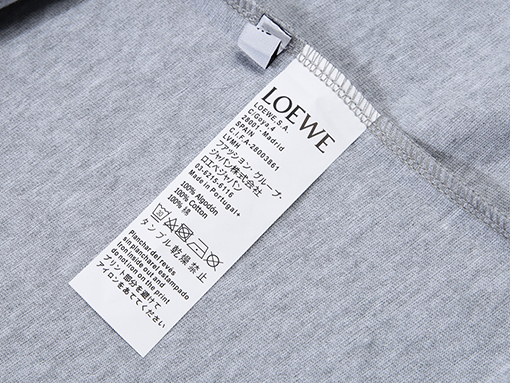 LOEWE
LOEWE.S.A.
C/Goya.4
28001-Madrid
SPAIN
C.I.F.A-28003861
LVMH
ファッション・グループ・
ジャパン株式会社
ロエベジャパン
03-6215-6116
Made in Portugal
100% Algodón
100% Cotton
100% 綿
タンブル乾燥禁止
Planchar del revés
sin plancharel estampado
Iron inside out and
do not iron on the print
プリント部分を避けて
アイロンをあててください